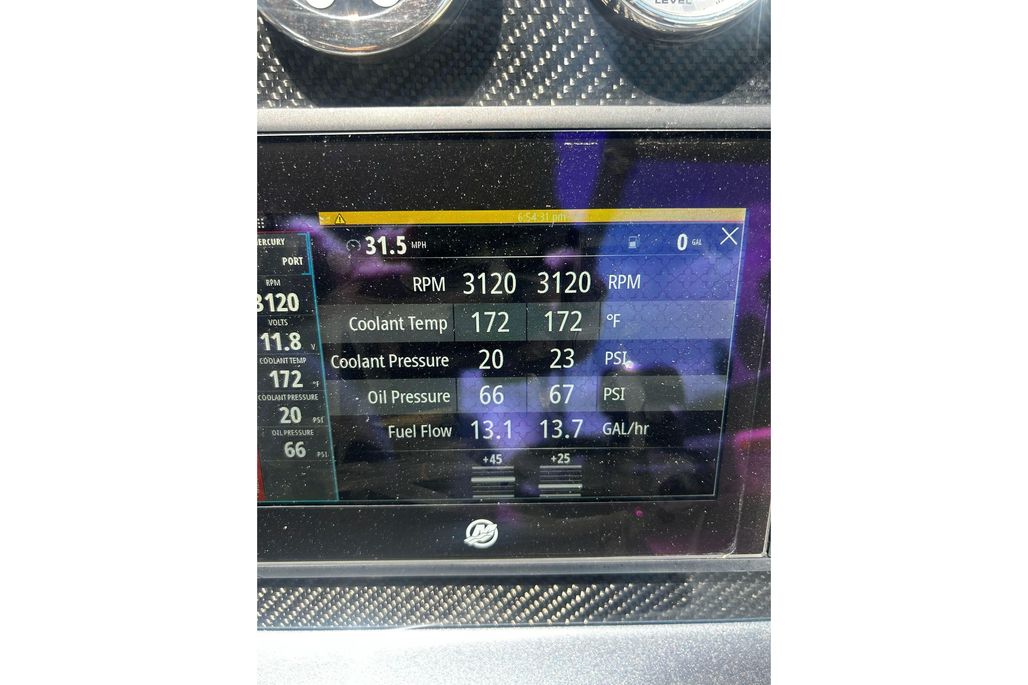 LEVEL
6:54:31 pm
31.5 MPH 0 GAL
RPM 3120 3120 RPM
Coolant Temp 172 172 °F
Coolant Pressure 20 23 PSI
Oil Pressure 66 67 PSI
Fuel Flow 13.1 13.7 GAL/hr
+45 +25
ERCURY
PORT
RPM
3120
VOLTS
11.8 V
COOLANT TEMP
172 °F
COOLANT PRESSURE
20 PSI
OIL PRESSURE
66 PSI